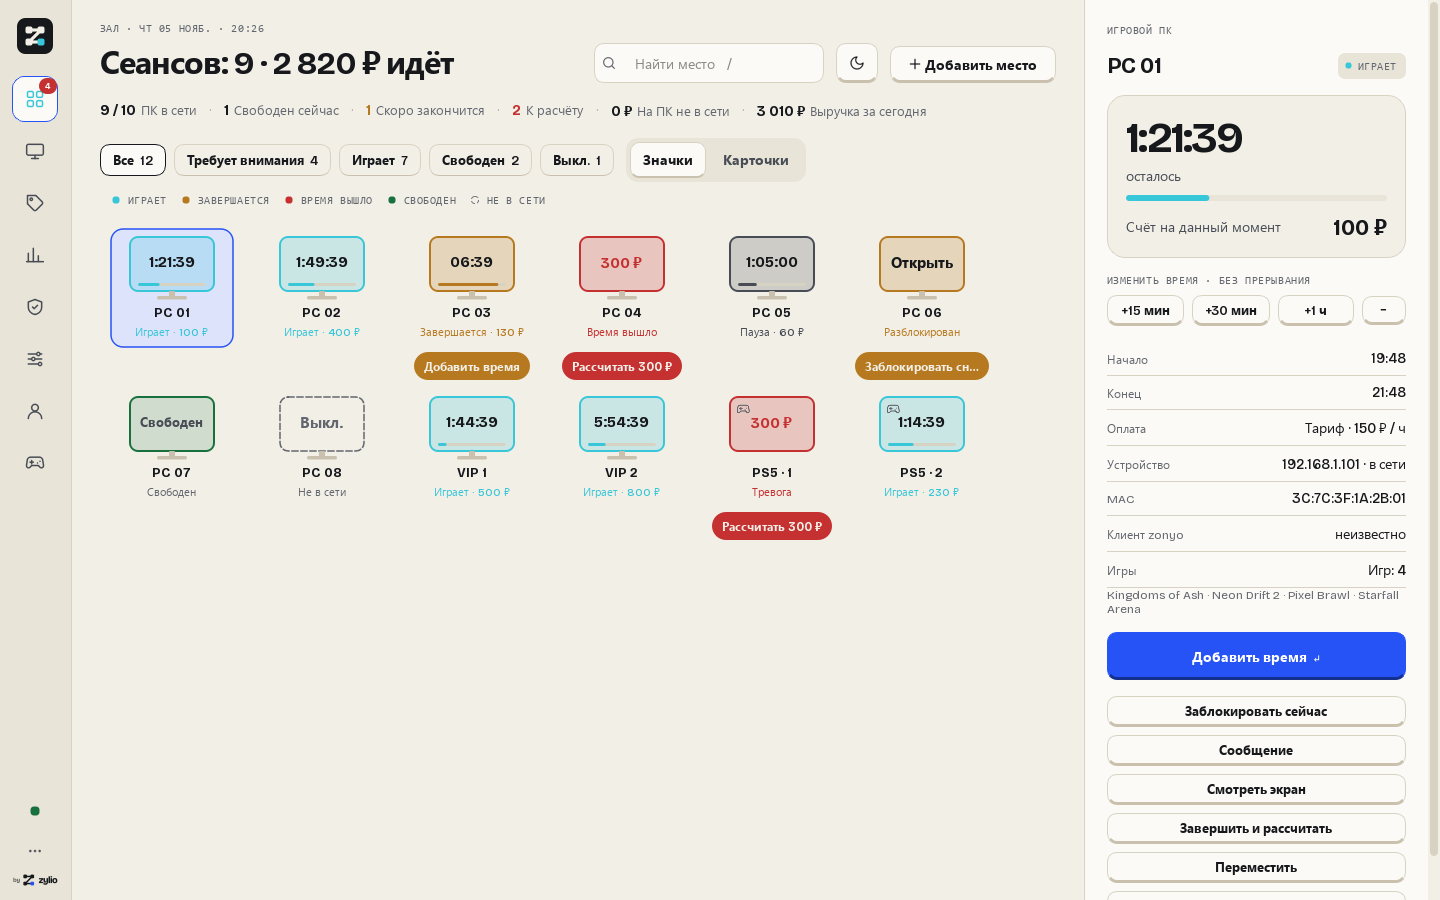 ЗАЛ · ЧТ 05 НОЯБ. · 20:26
Сеансов: 9 · 2 820 ₽ идёт
Найти место /
Добавить место
9 / 10 ПК в сети · 1 Свободен сейчас · 1 Скоро закончится · 2 К расчёту · 0 ₽ На ПК не в сети · 3 010 ₽ Выручка за сегодня
Все 12
Требует внимания 4
Играет 7
Свободен 2
Выкл. 1
Значки
Карточки
ИГРАЕТ
ЗАВЕРШАЕТСЯ
ВРЕМЯ ВЫШЛО
СВОБОДЕН
НЕ В СЕТИ
4
1:21:39
PC 01
Играет · 100 ₽
1:49:39
PC 02
Играет · 400 ₽
06:39
PC 03
Завершается · 130 ₽
Добавить время
300 ₽
PC 04
Время вышло
Рассчитать 300 ₽
1:05:00
PC 05
Пауза · 60 ₽
Открыть
PC 06
Разблокирован
Заблокировать сн...
Свободен
PC 07
Свободен
Выкл.
PC 08
Не в сети
1:44:39
VIP 1
Играет · 500 ₽
5:54:39
VIP 2
Играет · 800 ₽
300 ₽
PS5 · 1
Тревога
Рассчитать 300 ₽
1:14:39
PS5 · 2
Играет · 230 ₽
by zylio
ИГРОВОЙ ПК
PC 01
ИГРАЕТ
1:21:39
осталось
Счёт на данный момент 100 ₽
ИЗМЕНИТЬ ВРЕМЯ · БЕЗ ПРЕРЫВАНИЯ
+15 мин
+30 мин
+1 ч
−
Начало 19:48
Конец 21:48
Оплата Тариф · 150 ₽ / ч
Устройство 192.168.1.101 · в сети
MAC 3C:7C:3F:1A:2B:01
Клиент zonyo неизвестно
Игры Игр: 4
Kingdoms of Ash · Neon Drift 2 · Pixel Brawl · Starfall
Arena
Добавить время ↲
Заблокировать сейчас
Сообщение
Смотреть экран
Завершить и рассчитать
Переместить